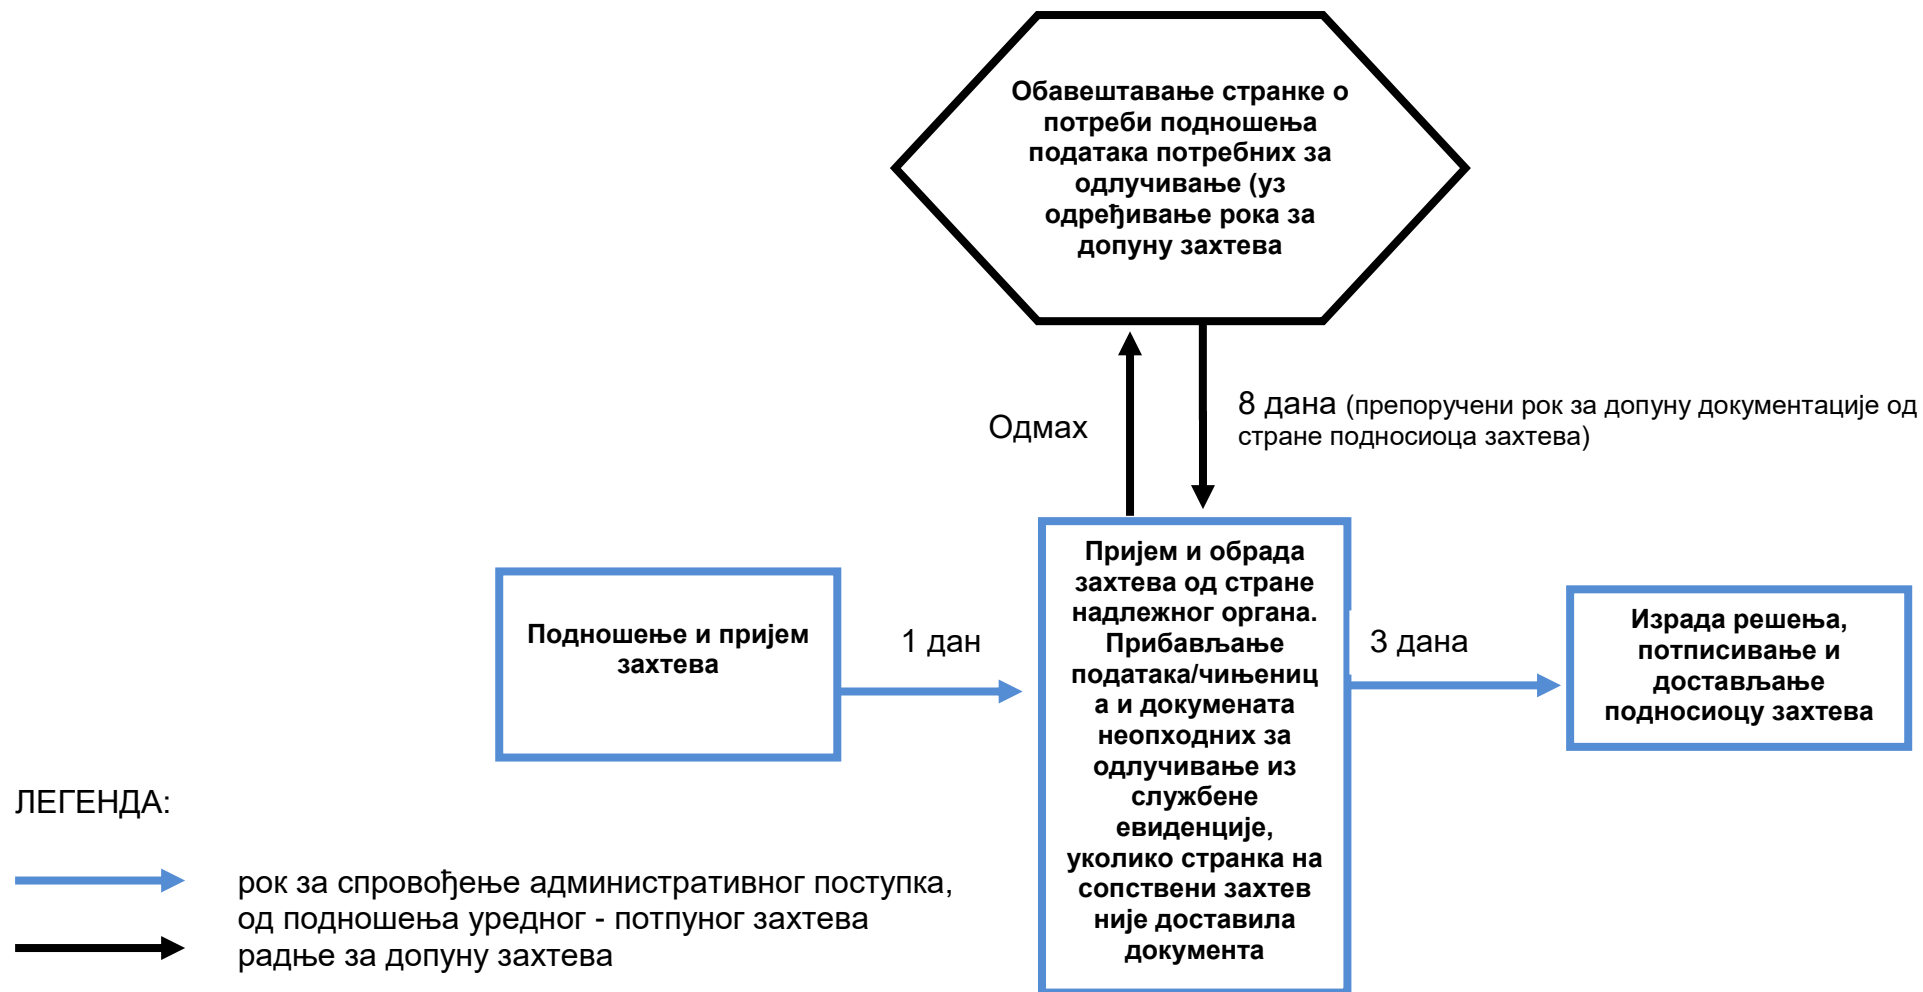 Обавештавање странке о
потреби подношења
података потребних за
одлучивање (уз
одређивање рока за
допуну захтева
Одмах
8 дана (препоручени рок за допуну документације од
стране подносиоца захтева)
Подношење и пријем
захтева
1 дан
Пријем и обрада
захтева од стране
надлежног органа.
Прибављање
података/чињениц
а и докумената
неопходних за
одлучивање из
службене
евиденције,
уколико странка на
сопствени захтев
није доставила
документа
3 дана
Израда решења,
потписивање и
достављање
подносиоцу захтева
ЛЕГЕНДА:
рок за спровођење административног поступка,
од подношења уредног - потпуног захтева
радње за допуну захтева